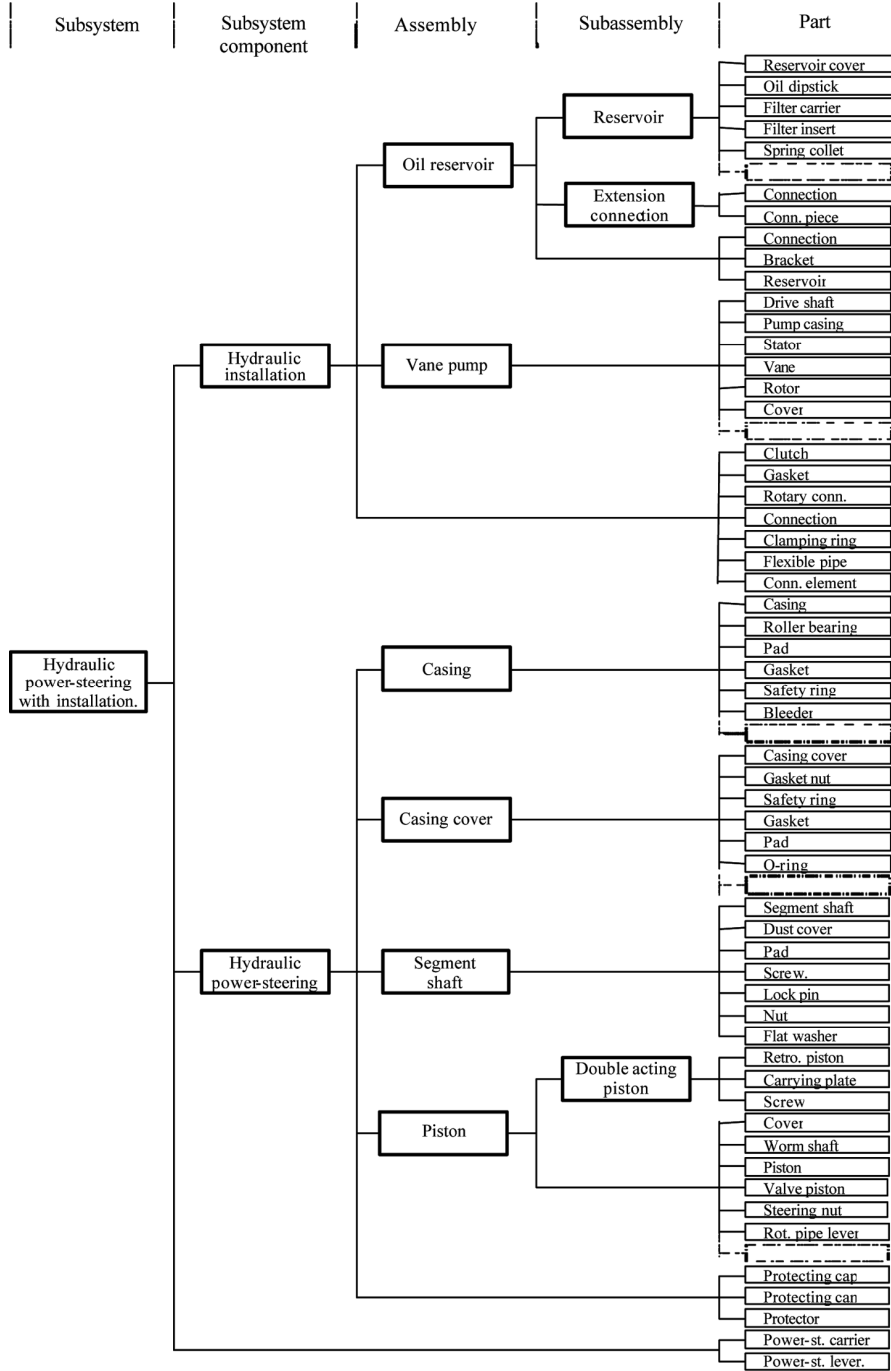 Subsystem
Subsystem
component
Assembly
Subassembly
Part
Reservoir cover
Oil dipstick
Filter carrier
Filter insert
Spring collet
Reservoir
Oil reservoir
Extension
connection
Connection
Conn. piece
Connection
Bracket
Reservoir
Drive shaft
Pump casing
Stator
Hydraulic
installation
Vane pump
Vane
Rotor
Cover
Clutch
Gasket
Rotary conn.
Connection
Clamping ring
Flexible pipe
Conn. element
Casing
Roller bearing
Pad
Hydraulic
power-steering
with installation.
Casing
Gasket
Safety ring
Bleeder
Casing cover
Gasket nut
Safety ring
Casing cover
Gasket
Pad
O-ring
Segment shaft
Dust cover
Pad
Hydraulic
power-steering
Segment
shaft
Screw.
Lock pin
Nut
Flat washer
Double acting
piston
Retro. piston
Carrying plate
Screw
Piston
Cover
Worm shaft
Piston
Valve piston
Steering nut
Rot. pipe lever
Protecting cap
Protecting can
Protector
Power-st. carrier
Power-st. lever.